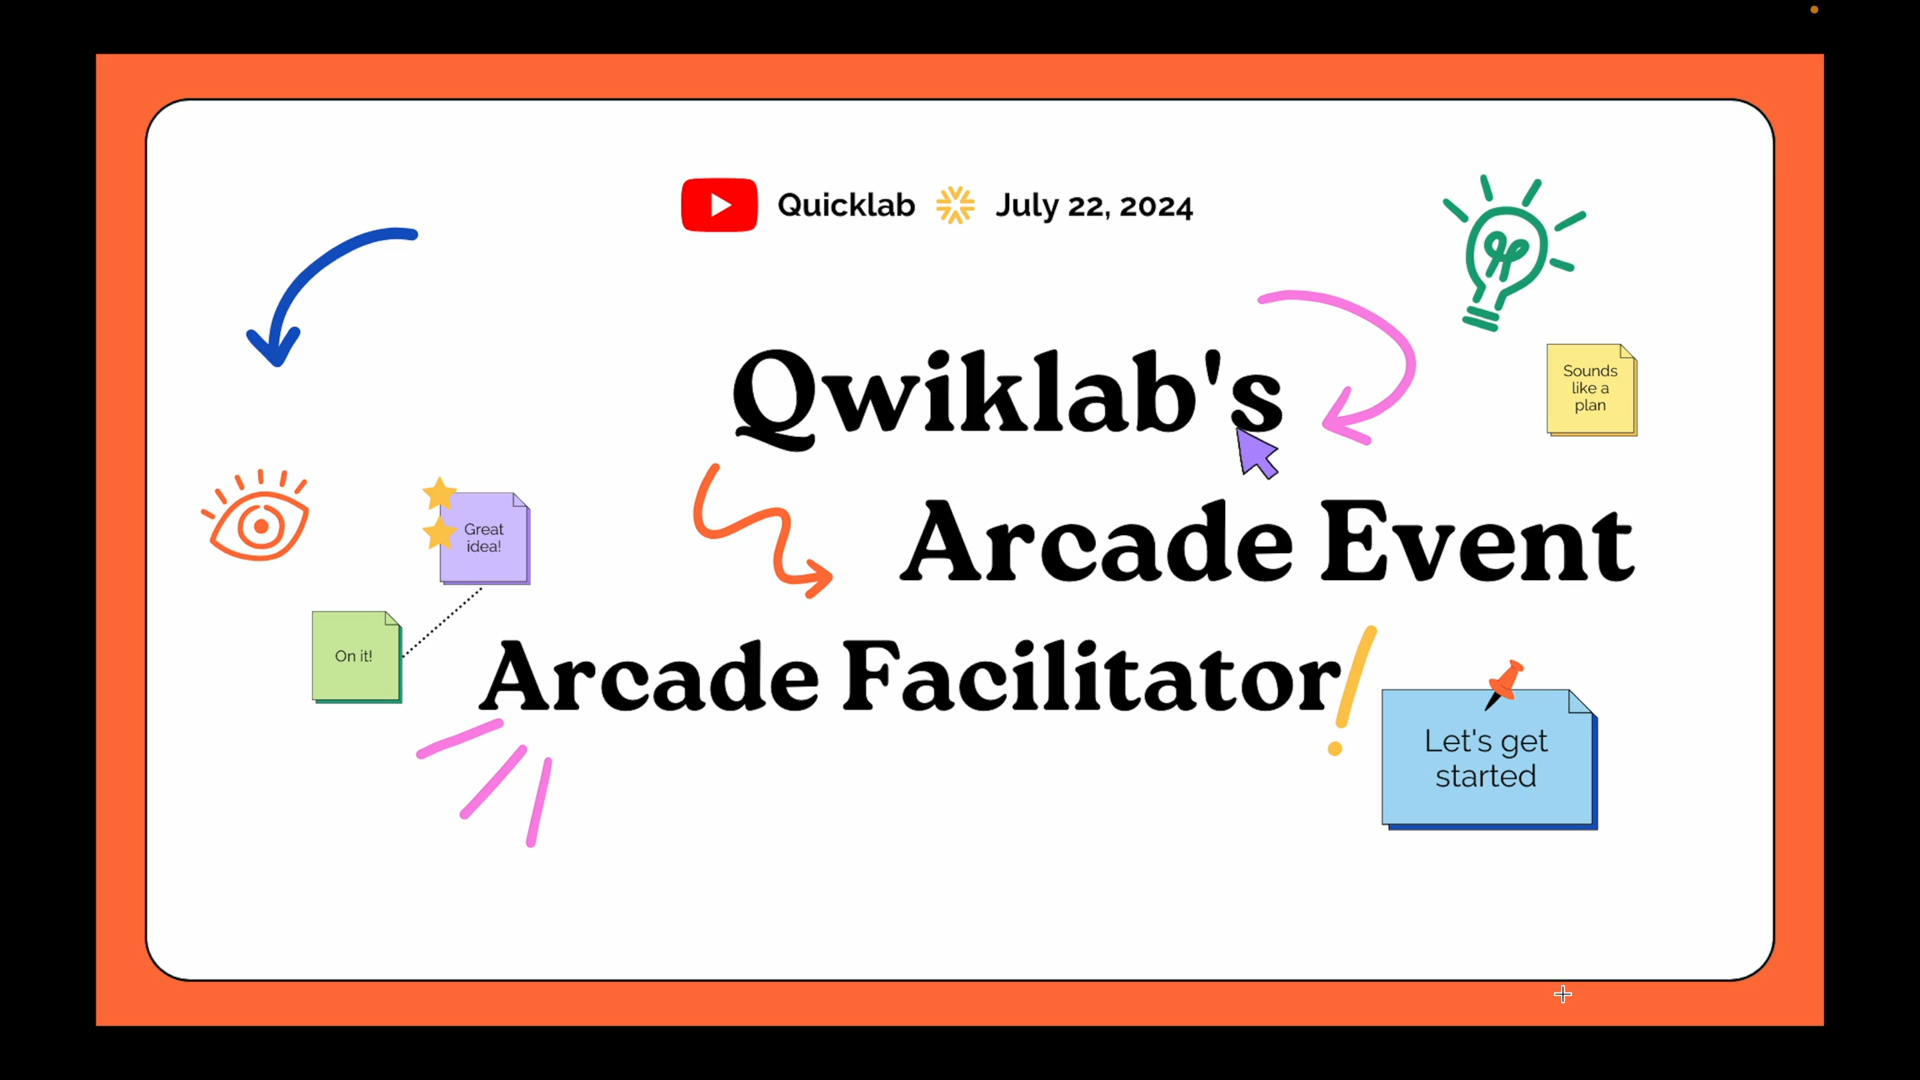 Quicklab July 22, 2024
Qwiklab's
Arcade Event
Arcade Facilitator!
Sounds
like a
plan
Great
idea!
On it!
Let's get
started